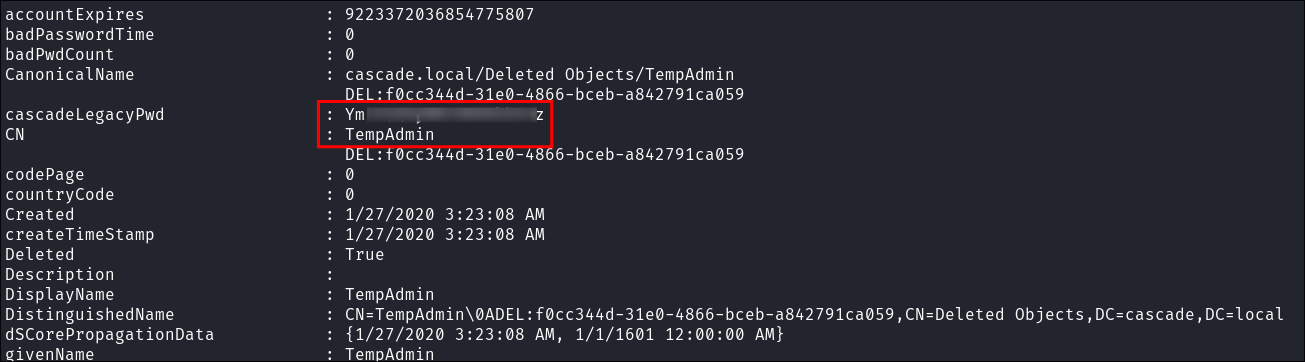 accountExpires : 9223372036854775807
badPasswordTime : 0
badPwdCount : 0
CanonicalName : cascade.local/Deleted Objects/TempAdmin
DEL:f0cc344d-31e0-4866-bceb-a842791ca059
cascadeLegacyPwd : Ym z
CN : TempAdmin
DEL:f0cc344d-31e0-4866-bceb-a842791ca059
codePage : 0
countryCode : 0
Created : 1/27/2020 3:23:08 AM
createTimeStamp : 1/27/2020 3:23:08 AM
Deleted : True
Description :
DisplayName : TempAdmin
DistinguishedName : CN=TempAdmin\0ADEL:f0cc344d-31e0-4866-bceb-a842791ca059,CN=Deleted Objects,DC=cascade,DC=local
dSCorePropagationData : {1/27/2020 3:23:08 AM, 1/1/1601 12:00:00 AM}
givenName : TempAdmin